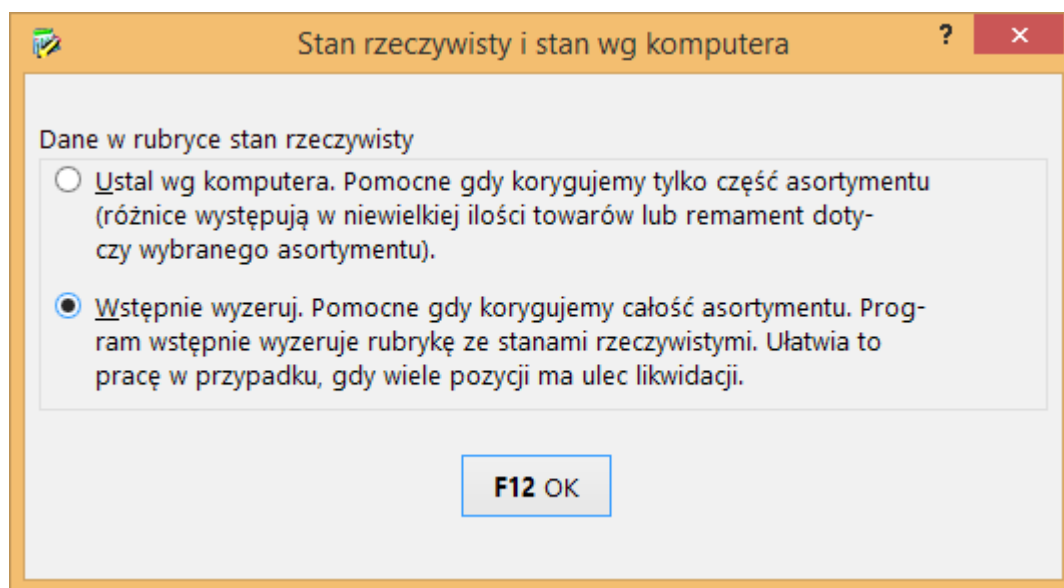 Stan rzeczywisty i stan wg komputera
?
×
Dane w rubryce stan rzeczywisty
Ustal wg komputera. Pomocne gdy korygujemy tylko część asortymentu
(różnice występują w niewielkiej ilości towarów lub remament doty-
czy wybranego asortymentu).
Wstępnie wyzeruj. Pomocne gdy korygujemy całość asortymentu. Prog-
ram wstępnie wyzeruje rubrykę ze stanami rzeczywistymi. Ułatwia to
pracę w przypadku, gdy wiele pozycji ma ulec likwidacji.
F12 OK